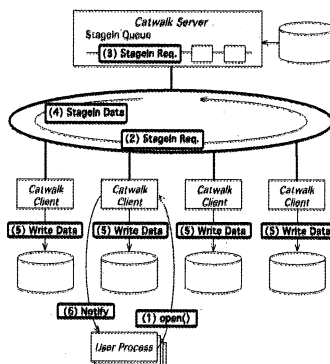 Catwalk Server
StageIn Queue
(3) StageIn Req.
(4) StageIn Data
(2) StageIn Req.
Catwalk Client
Catwalk Client
Catwalk Client
Catwalk Client
(5) Write Data
(5) Write Data
(5) Write Data
(5) Write Data
(6) Notify
(1) open()
User Process